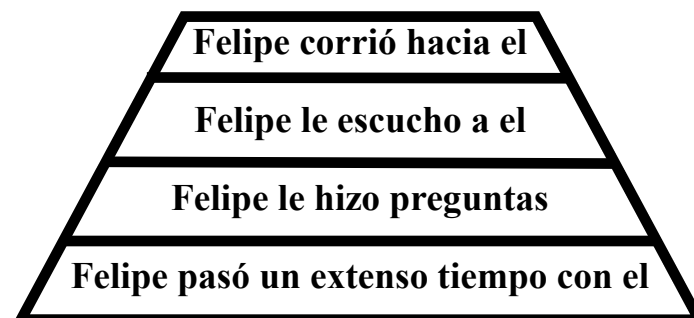 Felipe corrió hacia el
Felipe le escucho a el
Felipe le hizo preguntas
Felipe pasó un extenso tiempo con el